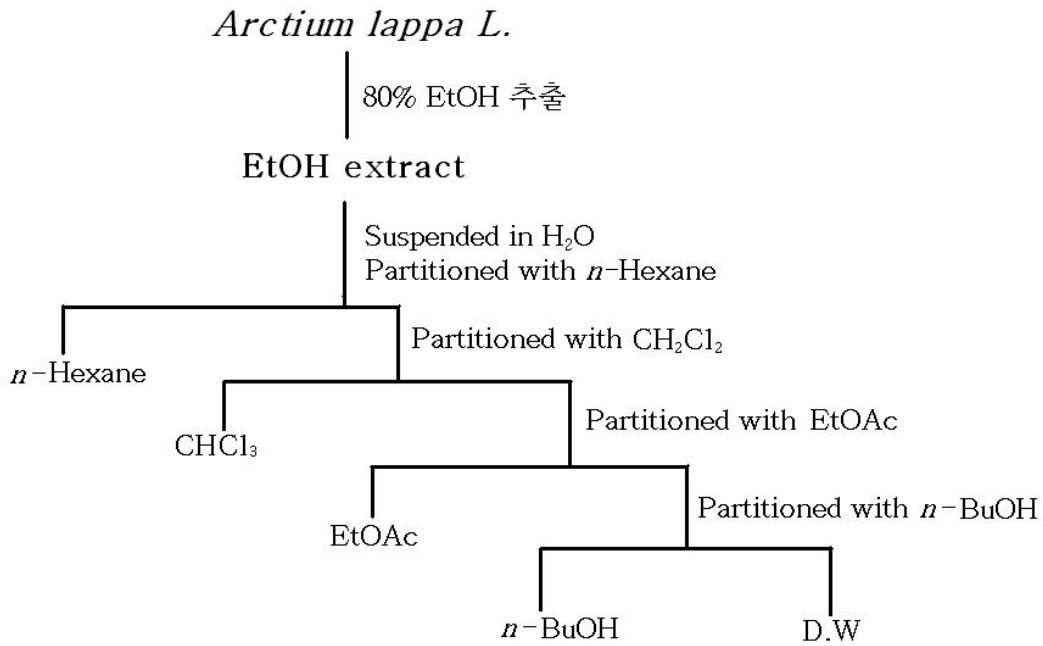 Arctium lappa L.
80% EtOH 추출
EtOH extract
Suspended in H₂O
Partitioned with n-Hexane
Partitioned with CH₂Cl₂
n-Hexane
Partitioned with EtOAc
CHCl₃
Partitioned with n-BuOH
EtOAc
n-BuOH
D.W